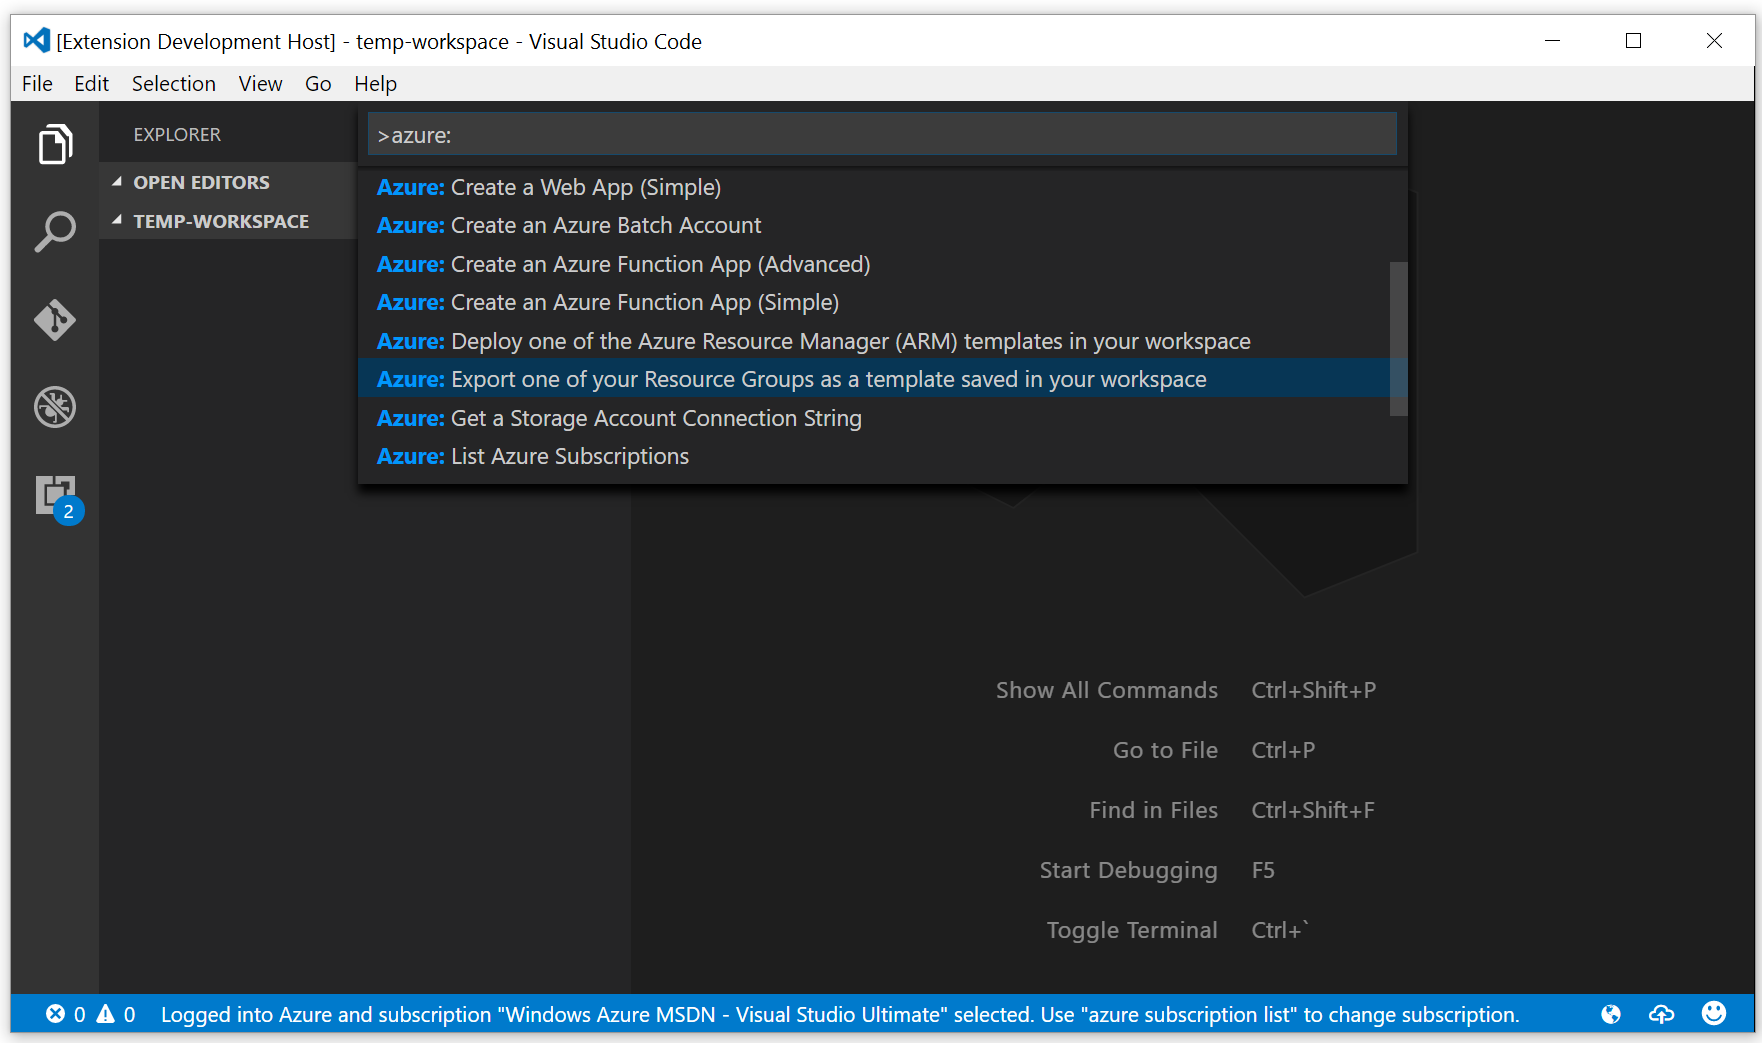 [Extension Development Host] - temp-workspace - Visual Studio Code
File Edit Selection View Go Help
EXPLORER
OPEN EDITORS
TEMP-WORKSPACE
2
>azure:
Azure: Create a Web App (Simple)
Azure: Create an Azure Batch Account
Azure: Create an Azure Function App (Advanced)
Azure: Create an Azure Function App (Simple)
Azure: Deploy one of the Azure Resource Manager (ARM) templates in your workspace
Azure: Export one of your Resource Groups as a template saved in your workspace
Azure: Get a Storage Account Connection String
Azure: List Azure Subscriptions
Show All Commands Ctrl+Shift+P
Go to File Ctrl+P
Find in Files Ctrl+Shift+F
Start Debugging F5
Toggle Terminal Ctrl+`
0 0 Logged into Azure and subscription "Windows Azure MSDN - Visual Studio Ultimate" selected. Use "azure subscription list" to change subscription.